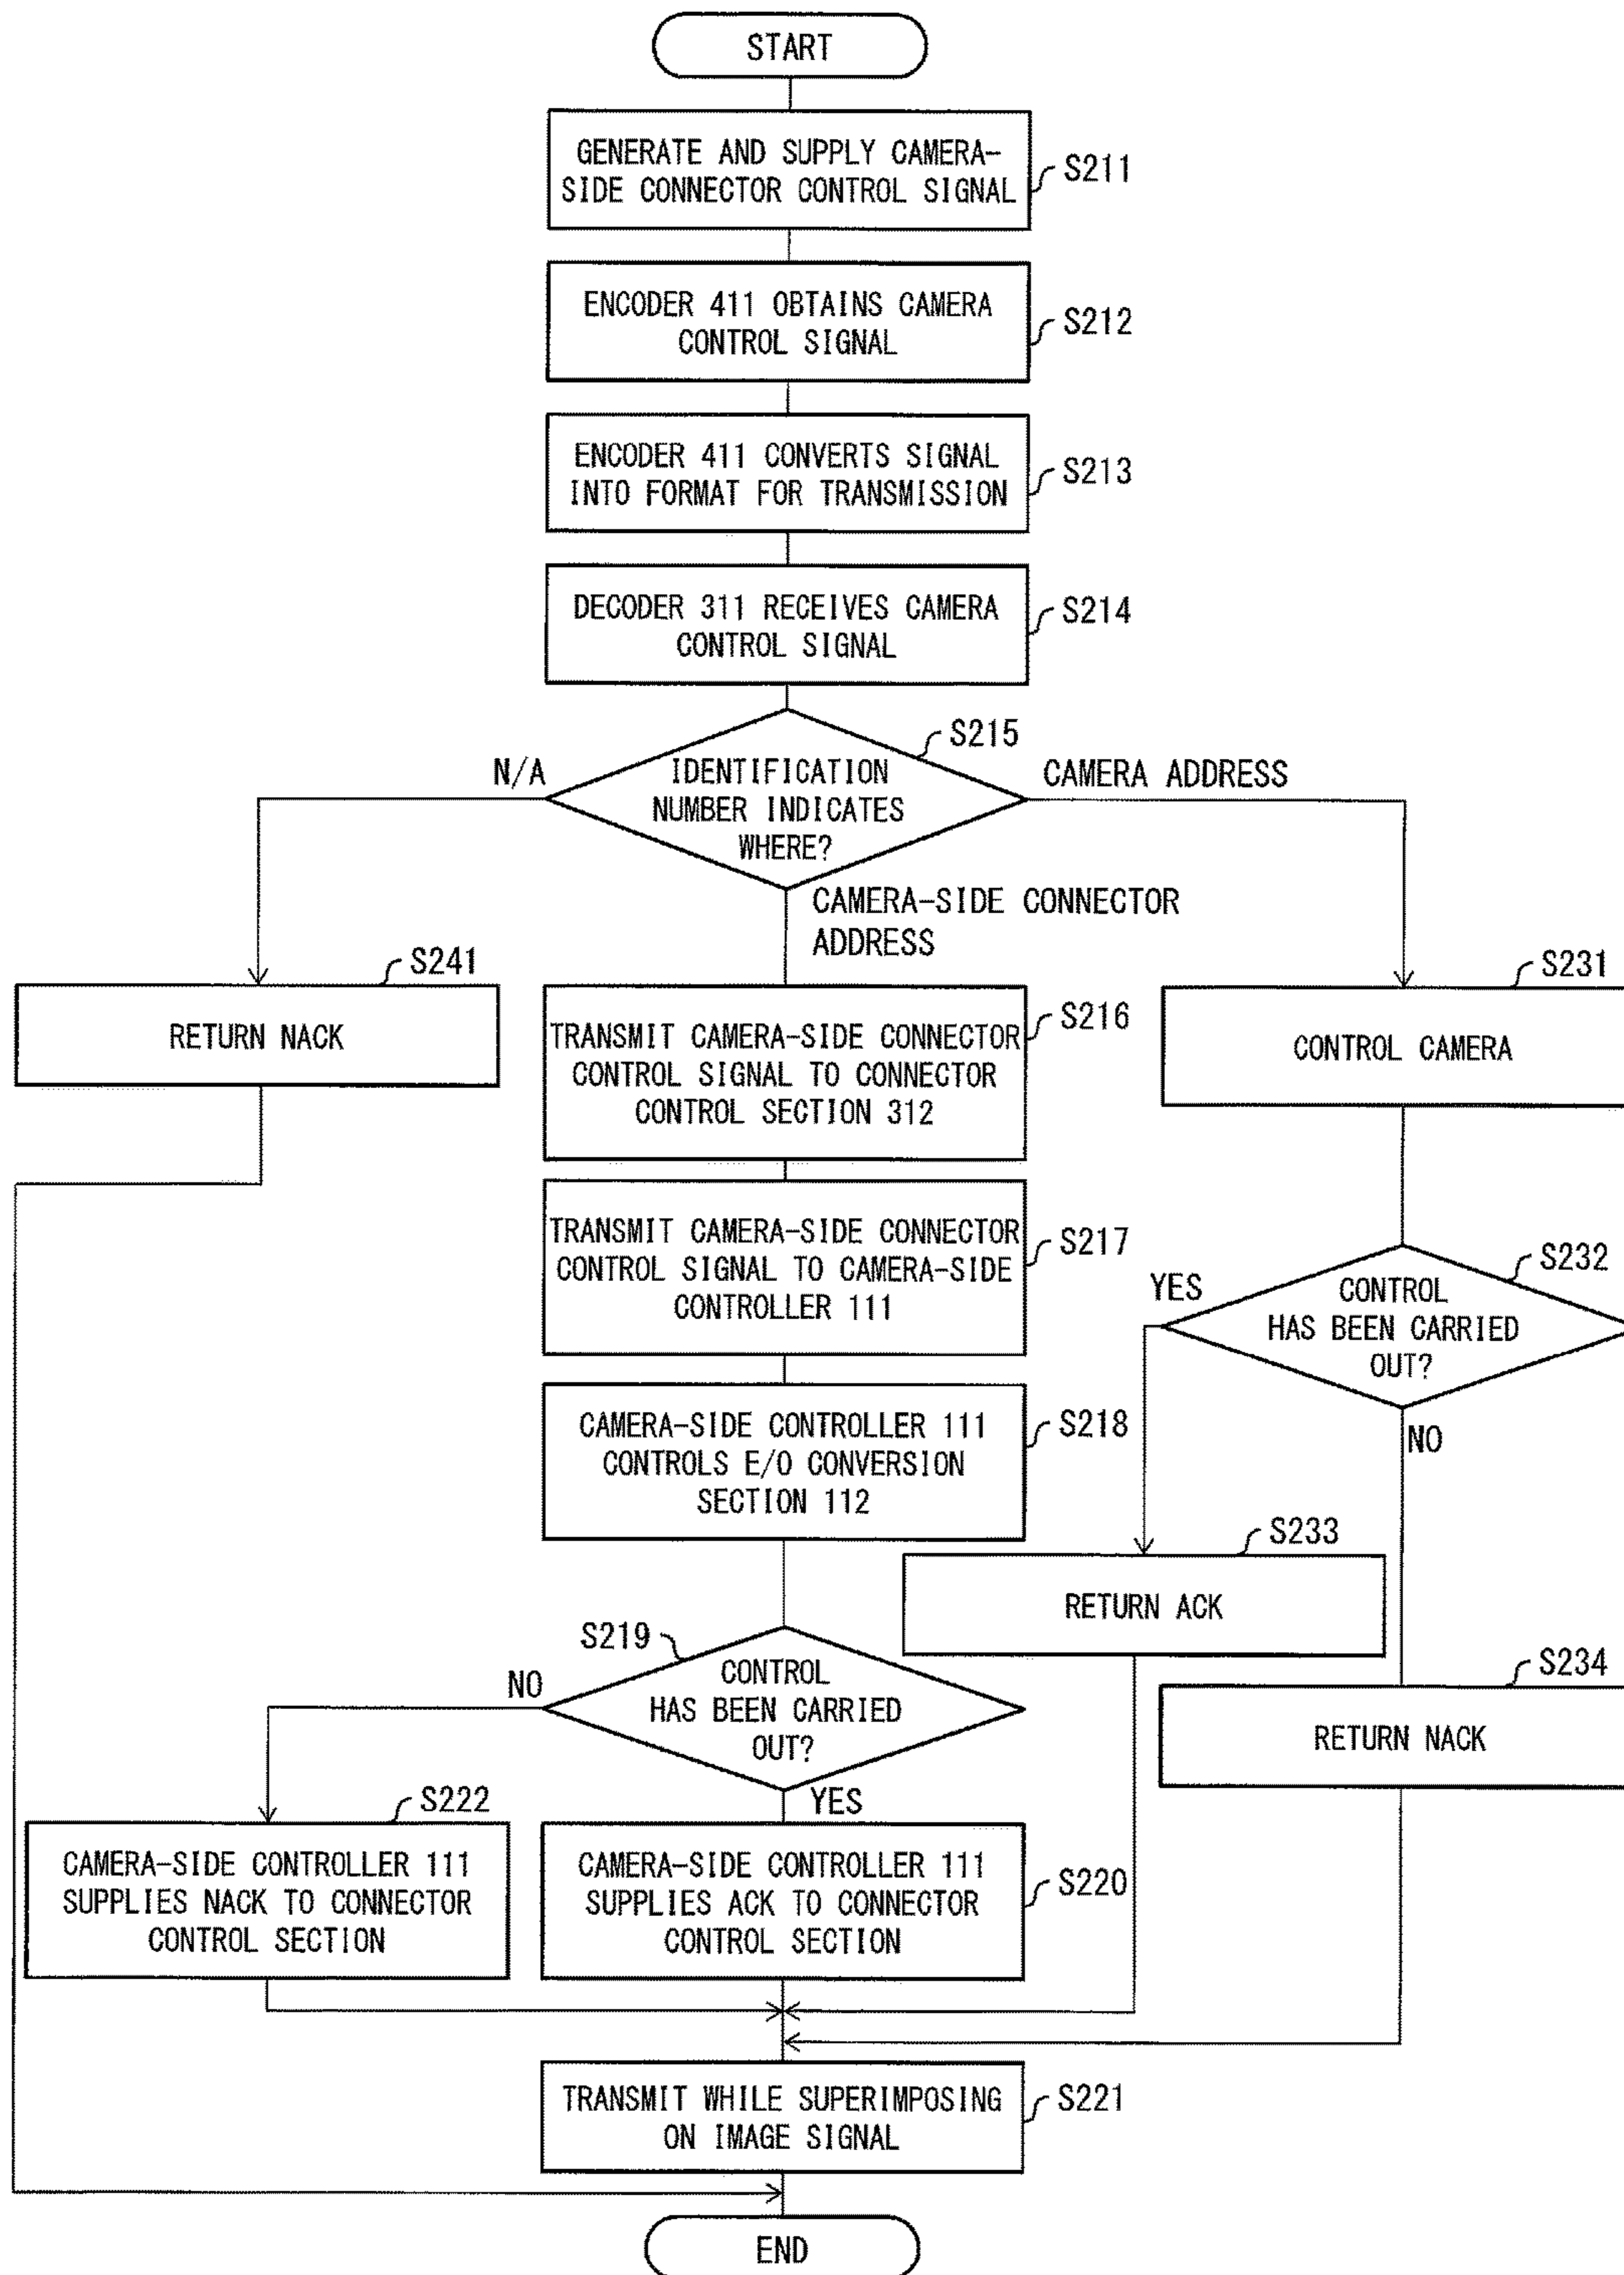 START
GENERATE AND SUPPLY CAMERA-
SIDE CONNECTOR CONTROL SIGNAL
S211
ENCODER 411 OBTAINS CAMERA
CONTROL SIGNAL
S212
ENCODER 411 CONVERTS SIGNAL
INTO FORMAT FOR TRANSMISSION
S213
DECODER 311 RECEIVES CAMERA
CONTROL SIGNAL
S214
S215
IDENTIFICATION
NUMBER INDICATES
WHERE?
N/A
CAMERA ADDRESS
CAMERA-SIDE CONNECTOR
ADDRESS
S241
RETURN NACK
TRANSMIT CAMERA-SIDE CONNECTOR
CONTROL SIGNAL TO CONNECTOR
CONTROL SECTION 312
S216
S231
CONTROL CAMERA
TRANSMIT CAMERA-SIDE CONNECTOR
CONTROL SIGNAL TO CAMERA-SIDE
CONTROLLER 111
S217
S232
CONTROL
HAS BEEN CARRIED
OUT?
YES
NO
CAMERA-SIDE CONTROLLER 111
CONTROLS E/O CONVERSION
SECTION 112
S218
S233
RETURN ACK
S234
RETURN NACK
S219
CONTROL
HAS BEEN CARRIED
OUT?
NO
YES
S222
CAMERA-SIDE CONTROLLER 111
SUPPLIES NACK TO CONNECTOR
CONTROL SECTION
CAMERA-SIDE CONTROLLER 111
SUPPLIES ACK TO CONNECTOR
CONTROL SECTION
S220
TRANSMIT WHILE SUPERIMPOSING
ON IMAGE SIGNAL
S221
END